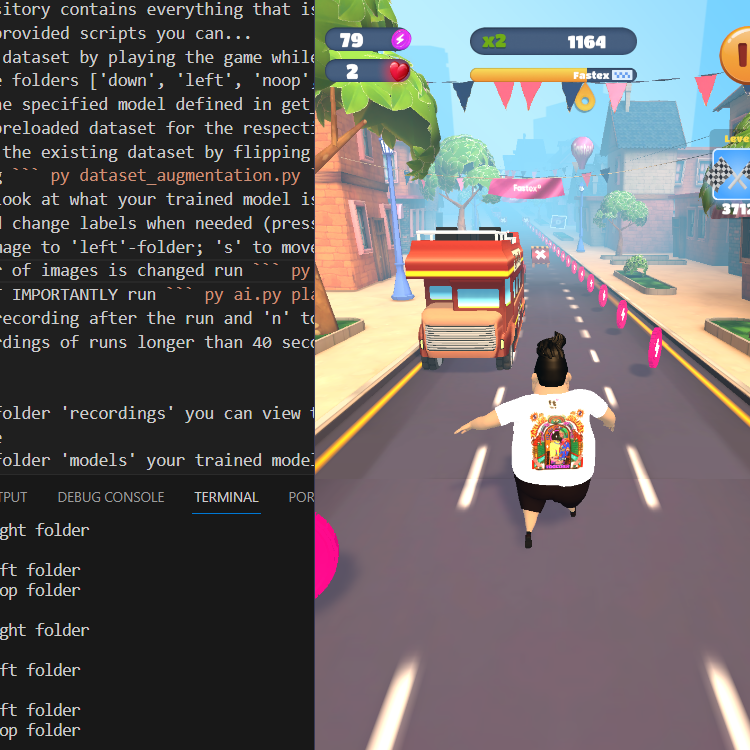 sitory contains everything that is
provided scripts you can...
dataset by playing the game while
e folders ['down', 'left', 'noop'
he specified model defined in get
preloaded dataset for the respecti
the existing dataset by flipping
g ``` py dataset_augmentation.py
look at what your trained model is
d change labels when needed (press
mage to 'left'-folder; 's' to move
r of images is changed run ``` py
T IMPORTANTLY run ``` py ai.py pla
recording after the run and 'n' to
rdings of runs longer than 40 seco
folder 'recordings' you can view t
e
folder 'models' your trained model
TPUT DEBUG CONSOLE TERMINAL POR
ght folder
ft folder
op folder
ght folder
ft folder
ft folder
op folder
79
2
x2 1164
Fastex
Fastex
Leve
3712